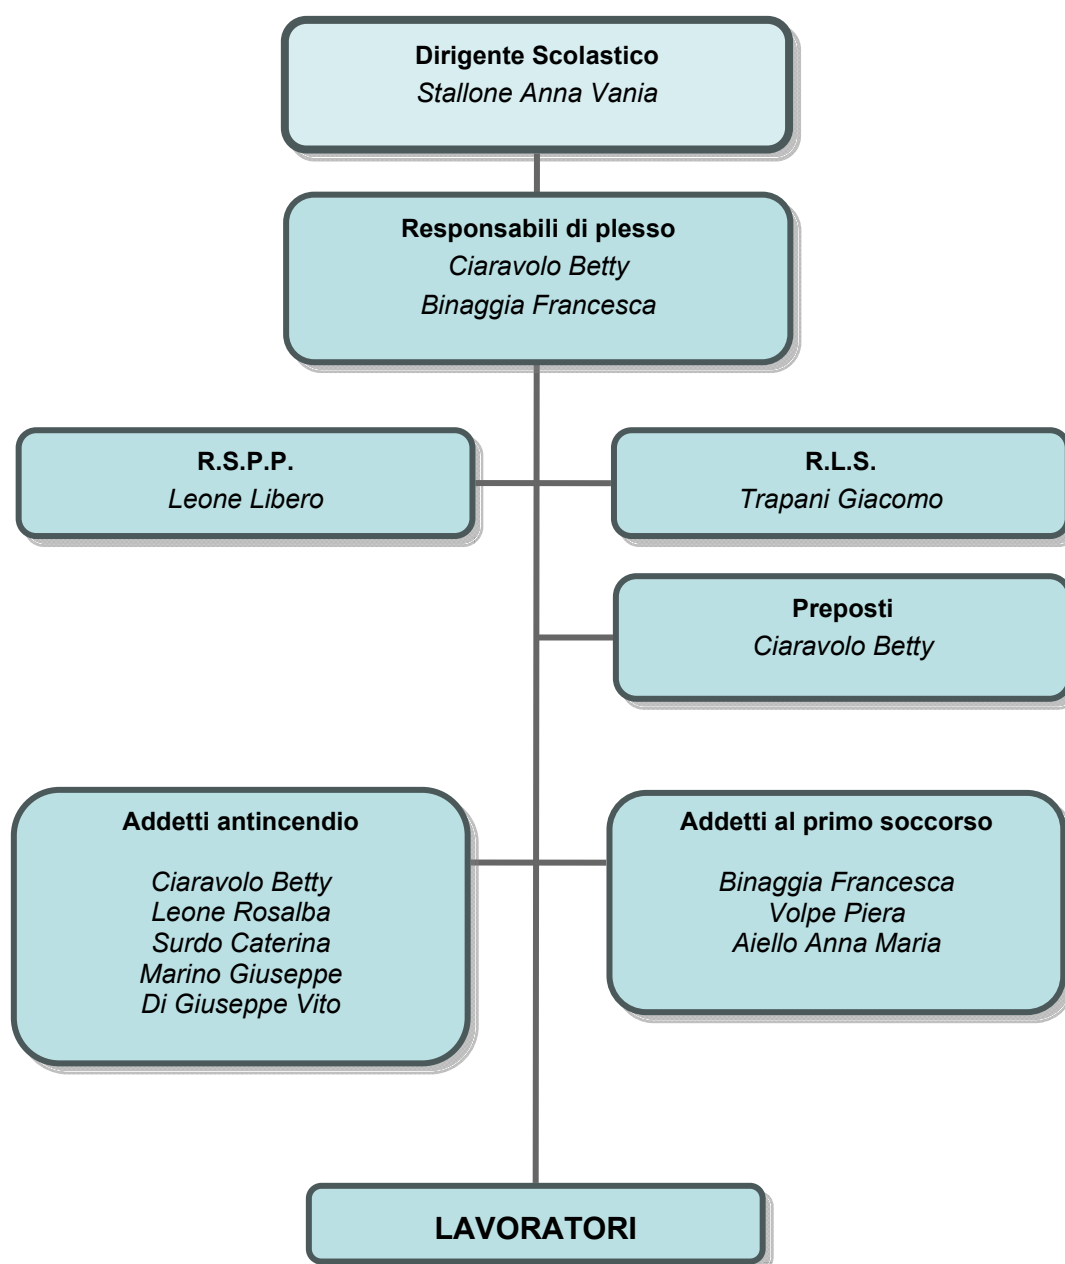 Dirigente Scolastico
Stallone Anna Vania
Responsabili di plesso
Ciaravolo Betty
Binaggia Francesca
R.S.P.P.
Leone Libero
R.L.S.
Trapani Giacomo
Preposti
Ciaravolo Betty
Addetti antincendio
Ciaravolo Betty
Leone Rosalba
Surdo Caterina
Marino Giuseppe
Di Giuseppe Vito
Addetti al primo soccorso
Binaggia Francesca
Volpe Piera
Aiello Anna Maria
LAVORATORI